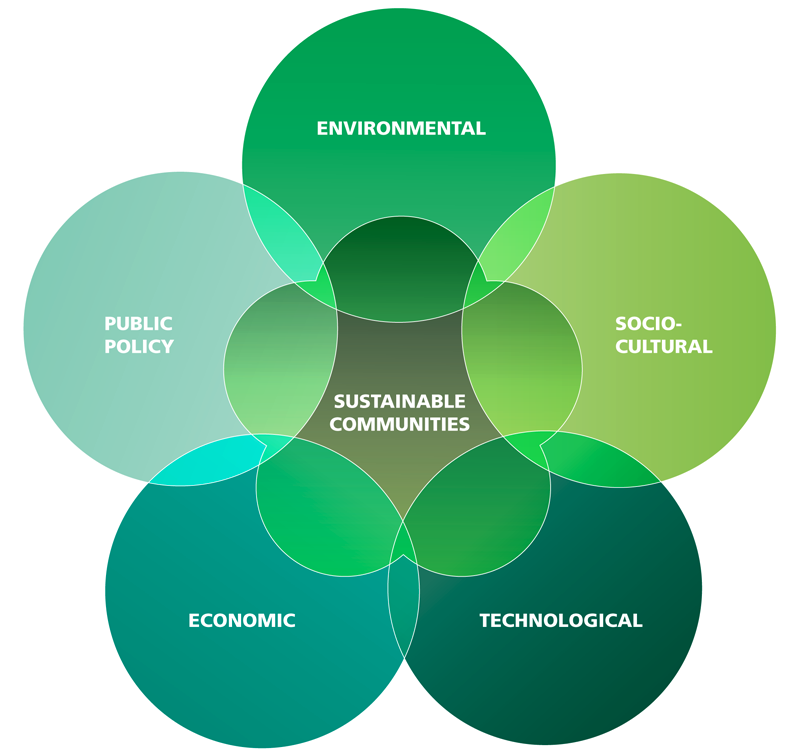 ENVIRONMENTAL
PUBLIC
POLICY
SOCIO-
CULTURAL
SUSTAINABLE
COMMUNITIES
ECONOMIC
TECHNOLOGICAL